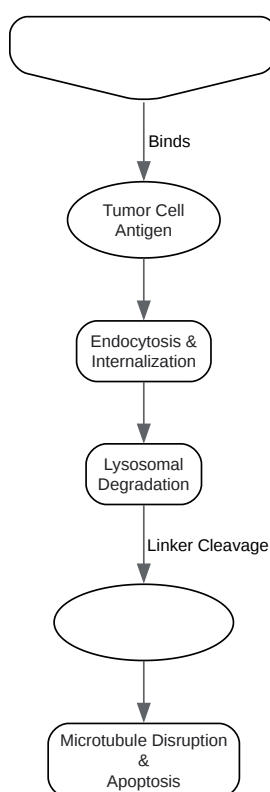 Binds
Tumor Cell
Antigen
Endocytosis &
Internalization
Lysosomal
Degradation
Linker Cleavage
Microtubule Disruption
&
Apoptosis